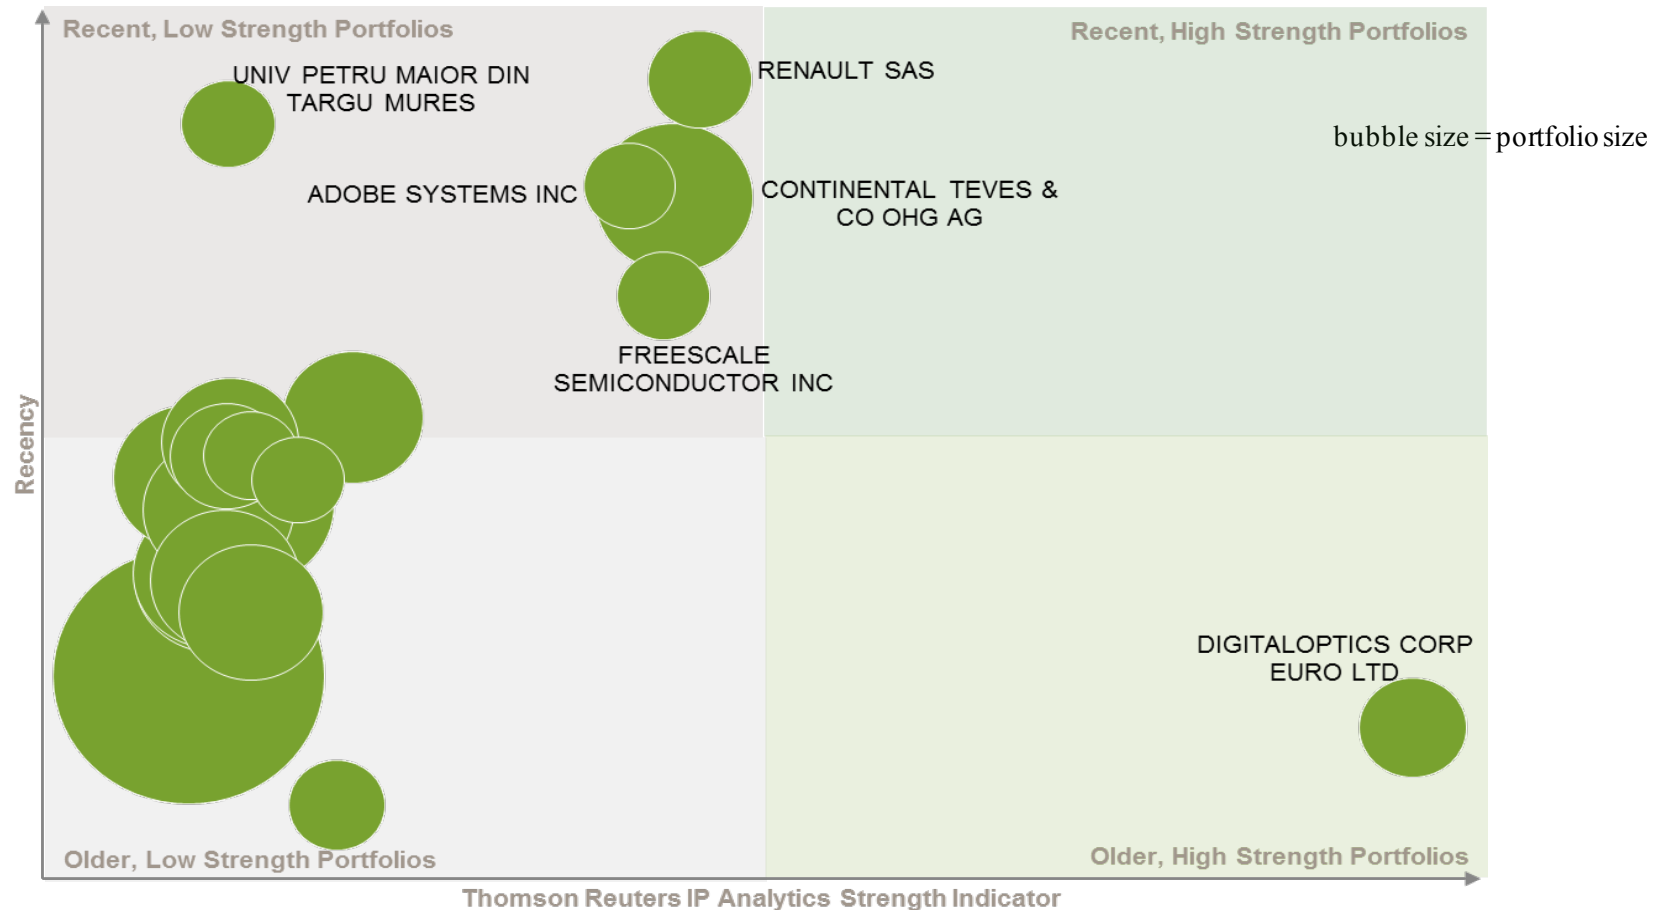 Recent, Low Strength Portfolios
Recent, High Strength Portfolios
UNIV PETRU MAIOR DIN
TARGU MURES
RENAULT SAS
bubble size = portfolio size
ADOBE SYSTEMS INC
CONTINENTAL TEVES &
CO OHG AG
FREESCALE
SEMICONDUCTOR INC
Recency
DIGITALOPTICS CORP
EURO LTD
Older, Low Strength Portfolios
Older, High Strength Portfolios
Thomson Reuters IP Analytics Strength Indicator